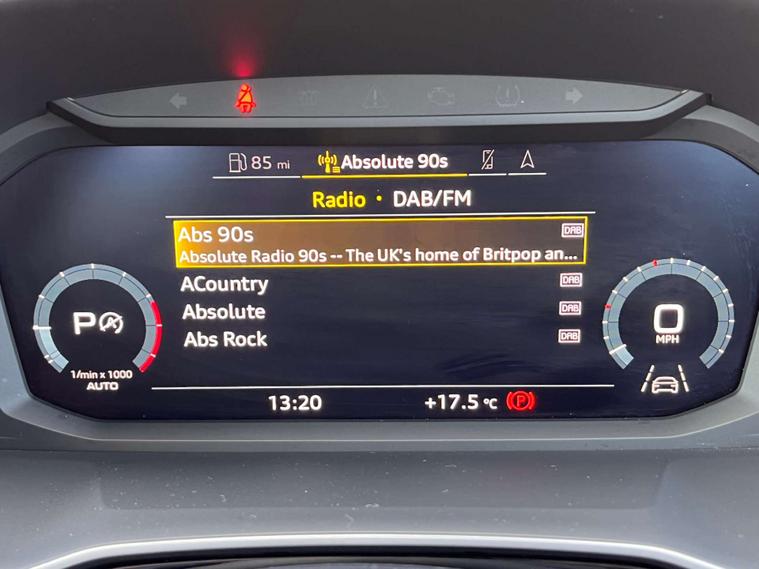 85 mi Absolute 90s
Radio • DAB/FM
Abs 90s DAB
Absolute Radio 90s -- The UK's home of Britpop an...
ACountry DAB
Absolute DAB
Abs Rock DAB
P
1/min x 1000
AUTO
0
MPH
13:20 +17.5 °C (P)